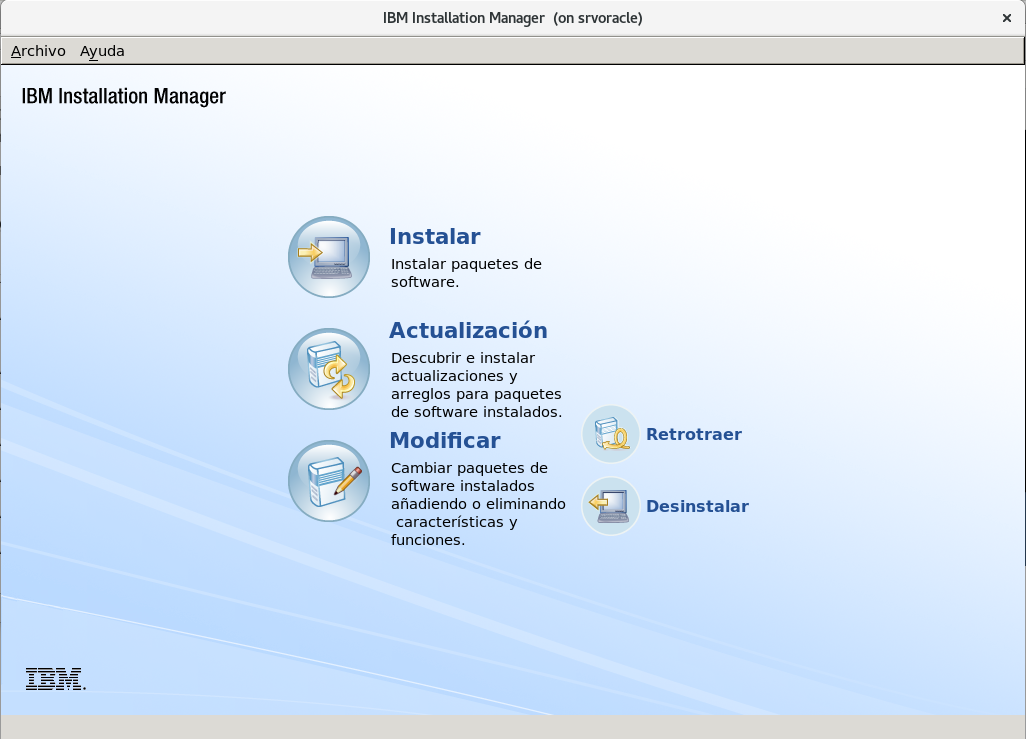 IBM Installation Manager (on srvoracle)
×
Archivo Ayuda
IBM Installation Manager
Instalar
Instalar paquetes de
software.
Actualización
Descubrir e instalar
actualizaciones y
arreglos para paquetes
de software instalados.
Modificar
Cambiar paquetes de
software instalados
añadiendo o eliminando
características y
funciones.
Retrotraer
Desinstalar
IBM.